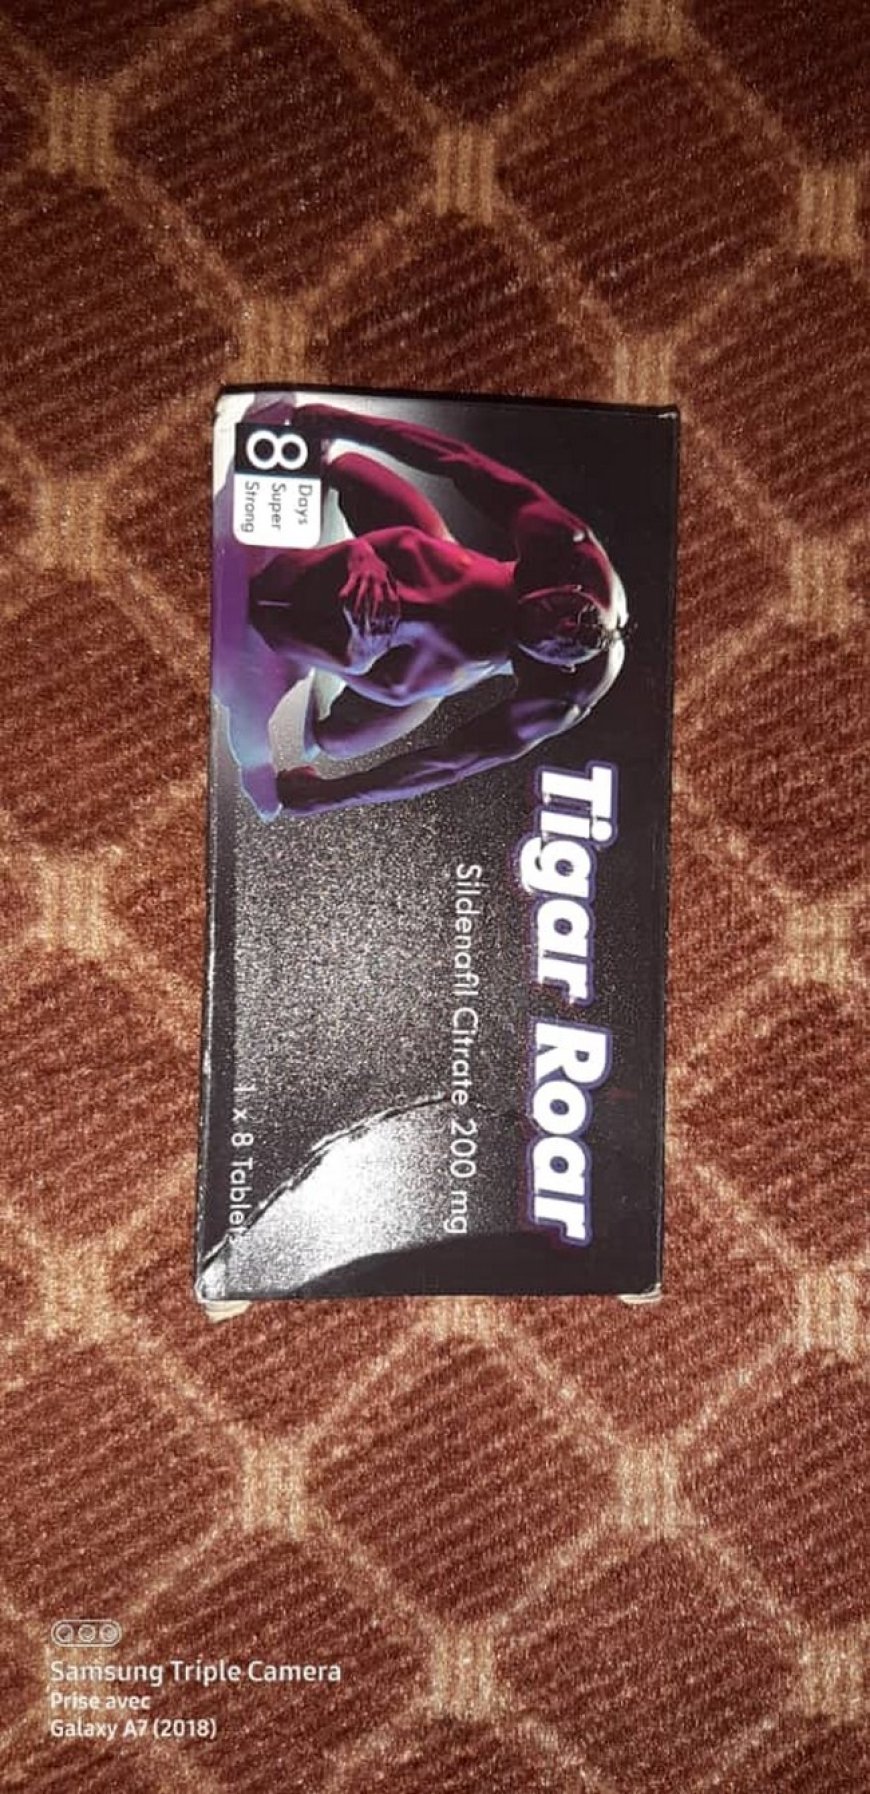 Tigar Roar
Sildenafil Citrate 200 mg
8
Days
Super
Strong
1 x 8 Tablets
Samsung Triple Camera
Prise avec
Galaxy A7 (2018)